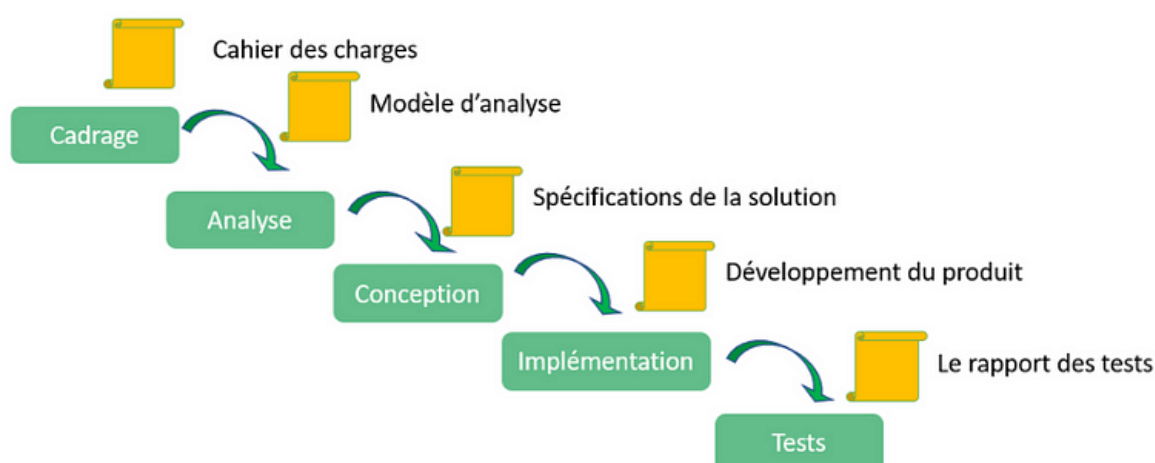 Cahier des charges
Modèle d'analyse
Cadrage
Spécifications de la solution
Analyse
Développement du produit
Conception
Implémentation
Le rapport des tests
Tests